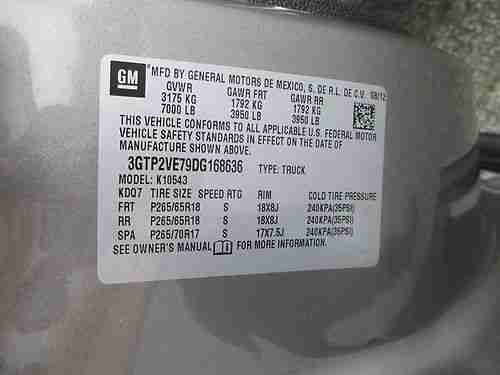 GM
MFD BY GENERAL MOTORS DE MEXICO, S. DE R.L. DE C.V. 08/12
GVWR GAWR FRT GAWR RR
3175 KG 1792 KG 1792 KG
7000 LB 3950 LB 3950 LB
THIS VEHICLE CONFORMS TO ALL APPLICABLE U.S. FEDERAL MOTOR
VEHICLE SAFETY STANDARDS IN EFFECT ON THE DATE OF
MANUFACTURE SHOWN ABOVE.
3GTP2VE79DG168636 TYPE: TRUCK
MODEL: K10543
KDQ7 TIRE SIZE SPEED RTG RIM COLD TIRE PRESSURE
FRT P265/65R18 S 18X8J 240KPA(35PSI)
RR P265/65R18 S 18X8J 240KPA(35PSI)
SPA P265/70R17 S 17X7.5J 240KPA(35PSI)
SEE OWNER'S MANUAL FOR MORE INFORMATION.